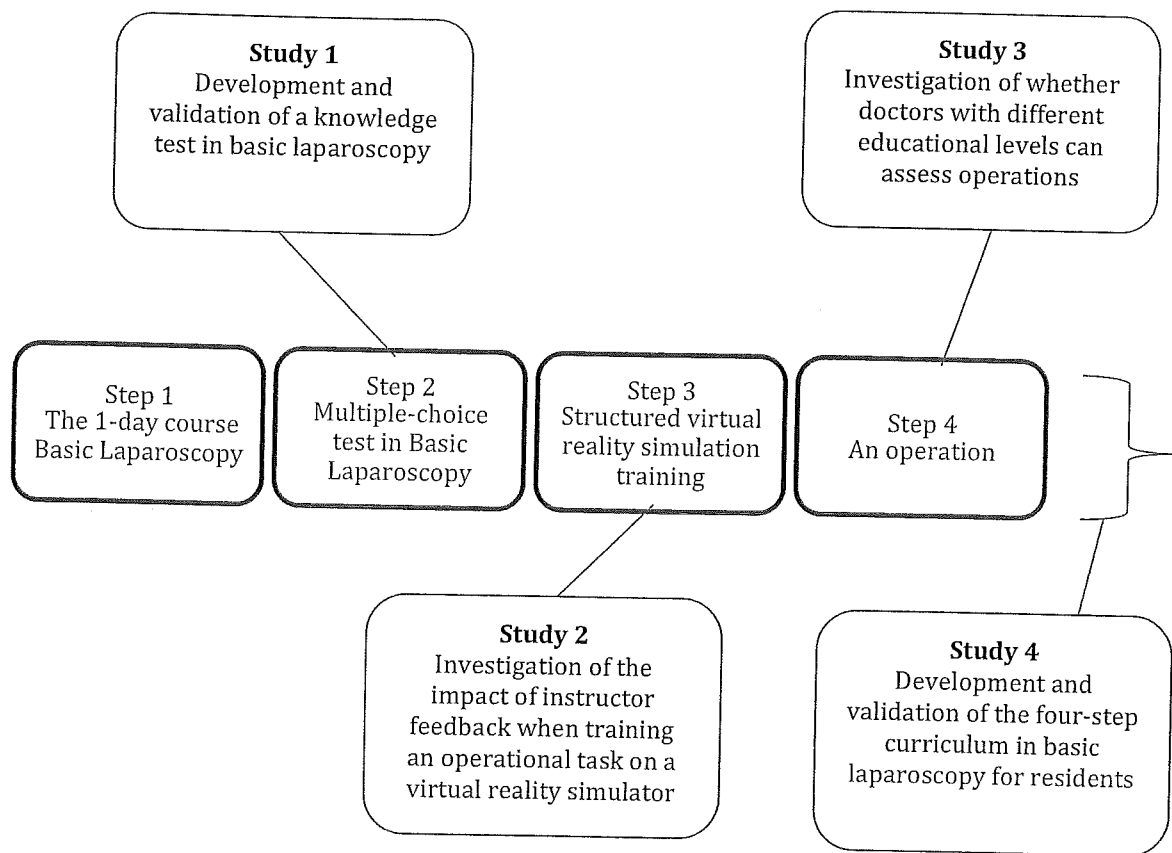 Study 1
Development and
validation of a knowledge
test in basic laparoscopy
Study 3
Investigation of whether
doctors with different
educational levels can
assess operations
Step 1
The 1-day course
Basic Laparoscopy
Step 2
Multiple-choice
test in Basic
Laparoscopy
Step 3
Structured virtual
reality simulation
training
Step 4
An operation
Study 2
Investigation of the
impact of instructor
feedback when training
an operational task on a
virtual reality simulator
Study 4
Development and
validation of the four-step
curriculum in basic
laparoscopy for residents